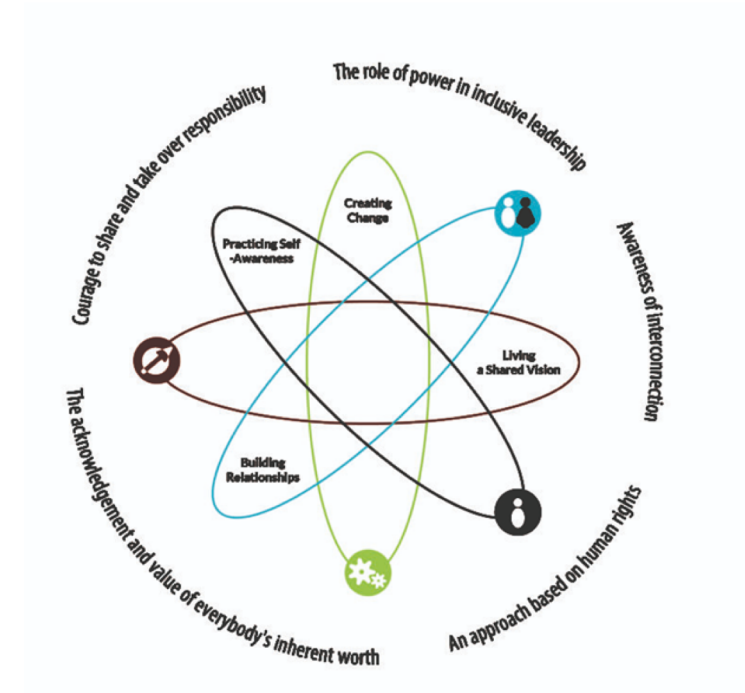 The role of power in inclusive leadership
Courage to share and take over responsibility
Creating
Change
Practicing Self
-Awareness
Awareness of interconnection
Living
a Shared Vision
Building
Relationships
The acknowledgement and value of everybody's inherent worth
An approach based on human rights